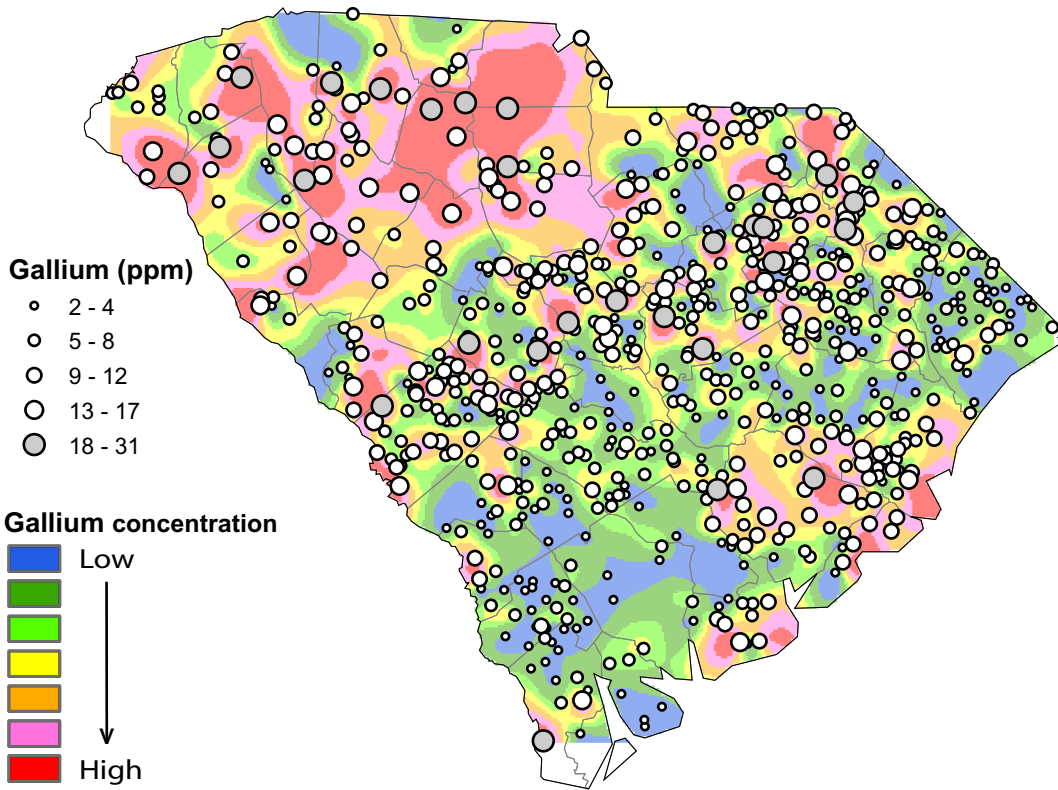 Gallium (ppm)
2 - 4
5 - 8
9 - 12
13 - 17
18 - 31
Gallium concentration
Low
High